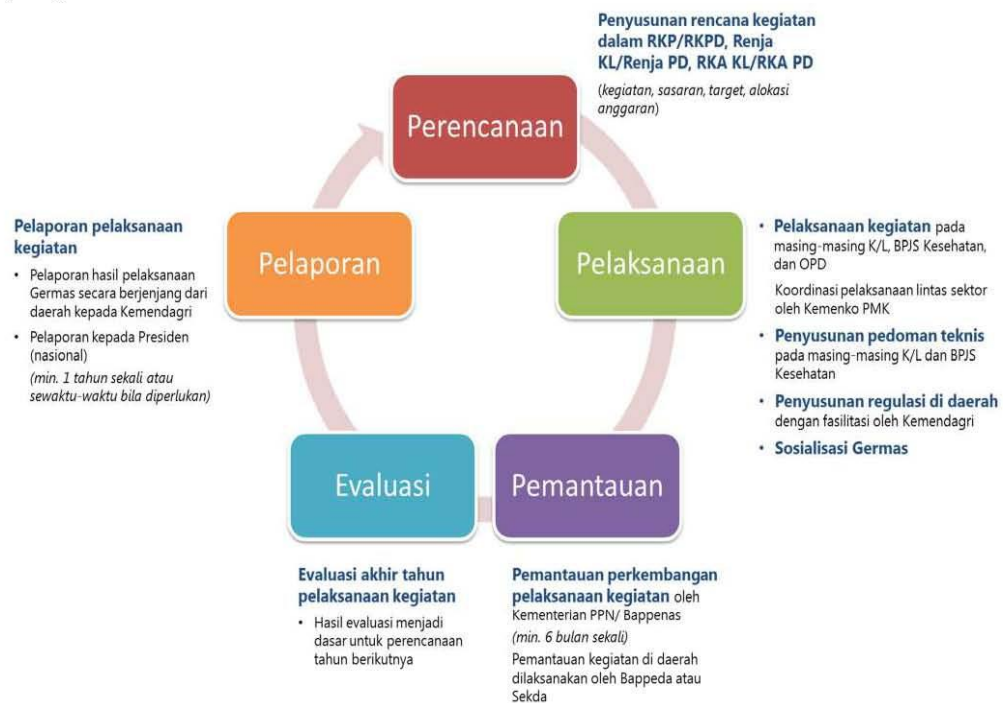 Penyusunan rencana kegiatan
dalam RKP/RKPD, Renja
KL/Renja PD, RKA KL/RKA PD
(kegiatan, sasaran, target, alokasi
anggaran)
Perencanaan
Pelaksanaan
• Pelaksanaan kegiatan pada
masing-masing K/L, BPJS Kesehatan,
dan OPD
Koordinasi pelaksanaan lintas sektor
oleh Kemenko PMK
• Penyusunan pedoman teknis
pada masing-masing K/L dan BPJS
Kesehatan
• Penyusunan regulasi di daerah
dengan fasilitasi oleh Kemendagri
• Sosialisasi Germas
Pemantauan
Pemantauan perkembangan
pelaksanaan kegiatan oleh
Kementerian PPN/ Bappenas
(min. 6 bulan sekali)
Pemantauan kegiatan di daerah
dilaksanakan oleh Bappeda atau
Sekda
Evaluasi
Evaluasi akhir tahun
pelaksanaan kegiatan
• Hasil evaluasi menjadi
dasar untuk perencanaan
tahun berikutnya
Pelaporan
Pelaporan pelaksanaan
kegiatan
• Pelaporan hasil pelaksanaan
Germas secara berjenjang dari
daerah kepada Kemendagri
• Pelaporan kepada Presiden
(nasional)
(min. 1 tahun sekali atau
sewaktu-waktu bila diperlukan)